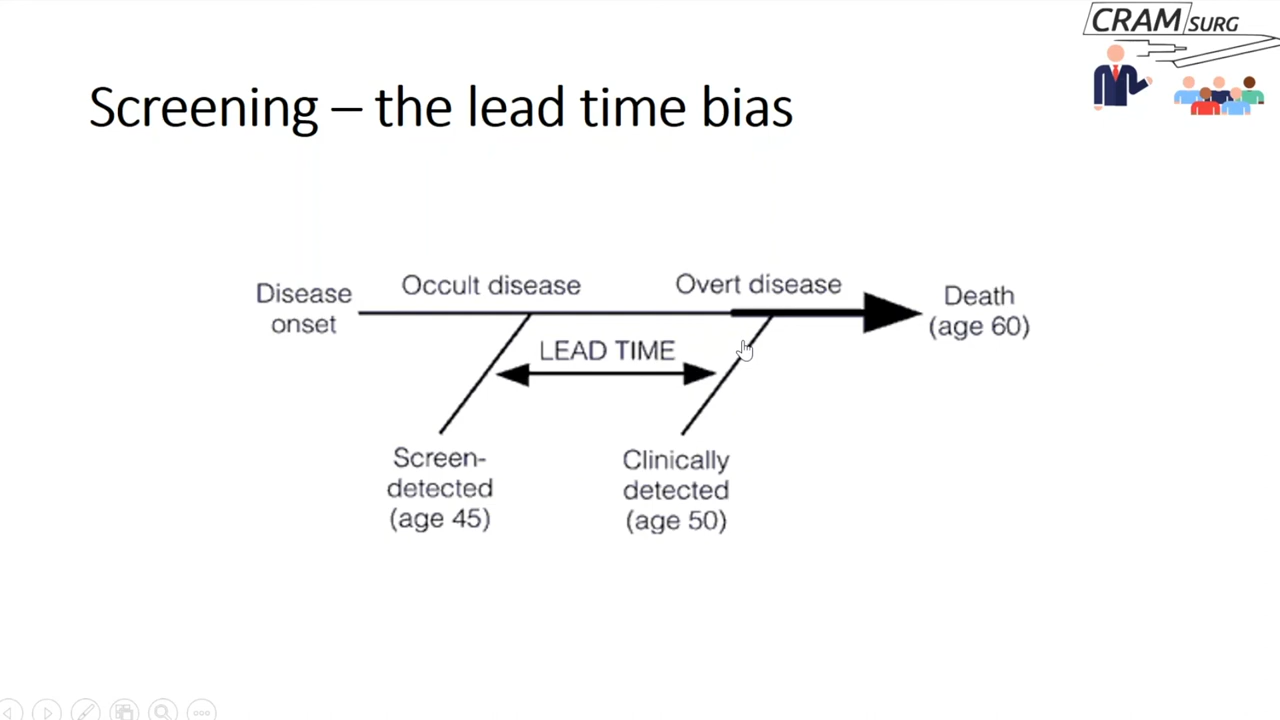 CRAM SURG
Screening – the lead time bias
Disease
onset
Occult disease
Overt disease
Death
(age 60)
LEAD TIME
Screen-
detected
(age 45)
Clinically
detected
(age 50)